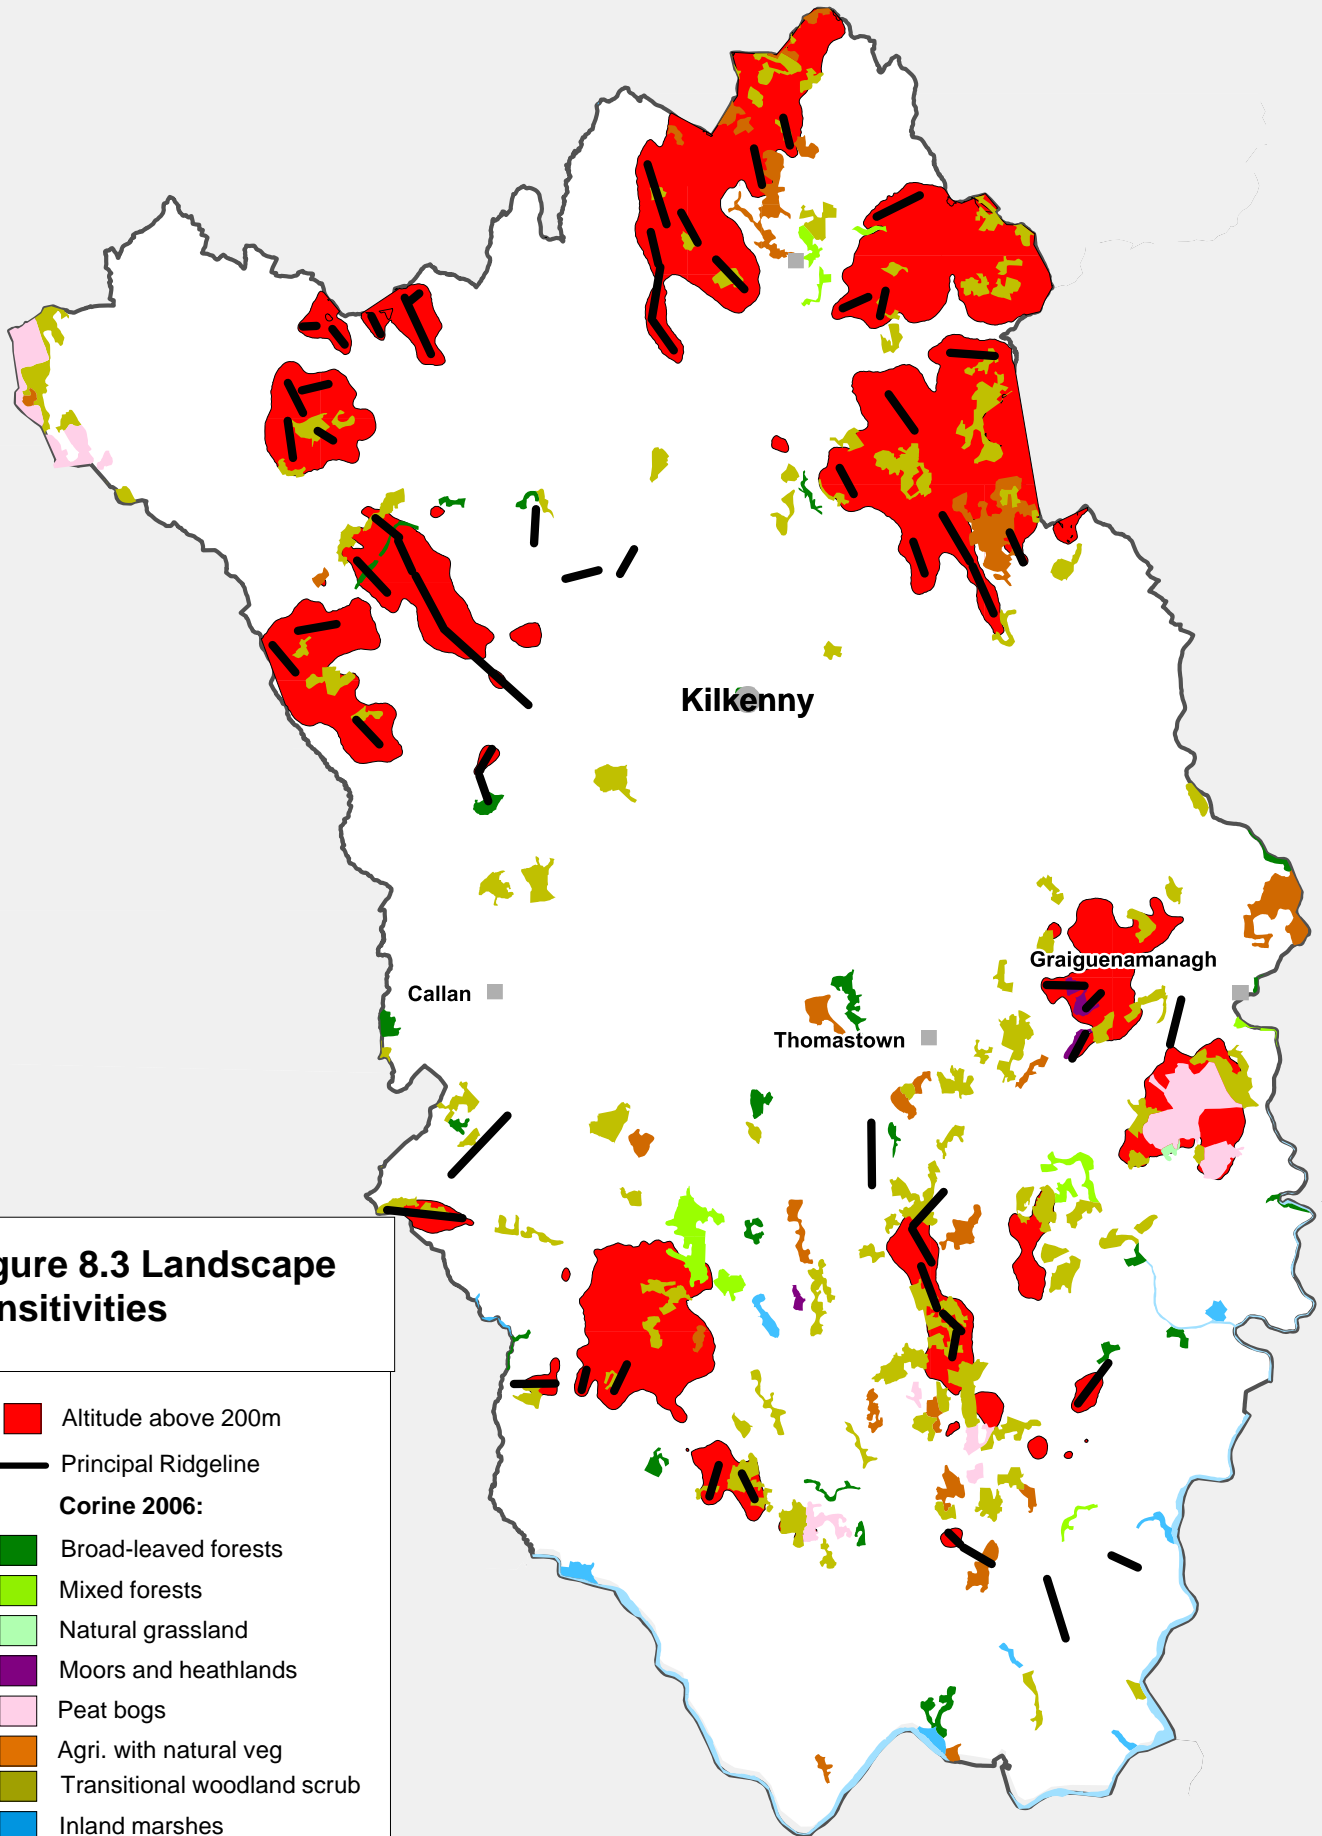 Kilkenny
Graiguenamanagh
Callan
Thomastown
gure 8.3 Landscape
nsitivities
Altitude above 200m
Principal Ridgeline
Corine 2006:
Broad-leaved forests
Mixed forests
Natural grassland
Moors and heathlands
Peat bogs
Agri. with natural veg
Transitional woodland scrub
Inland marshes